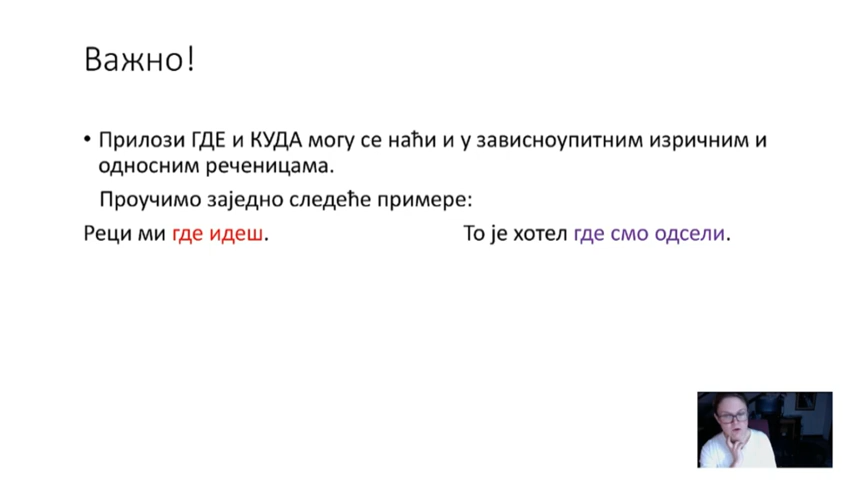 Важно!
• Прилози ГДЕ и КУДА могу се наћи и у зависноупитним изричним и
односним реченицама.
Проучимо заједно следеће примере:
Реци ми где идеш. То је хотел где смо одсели.